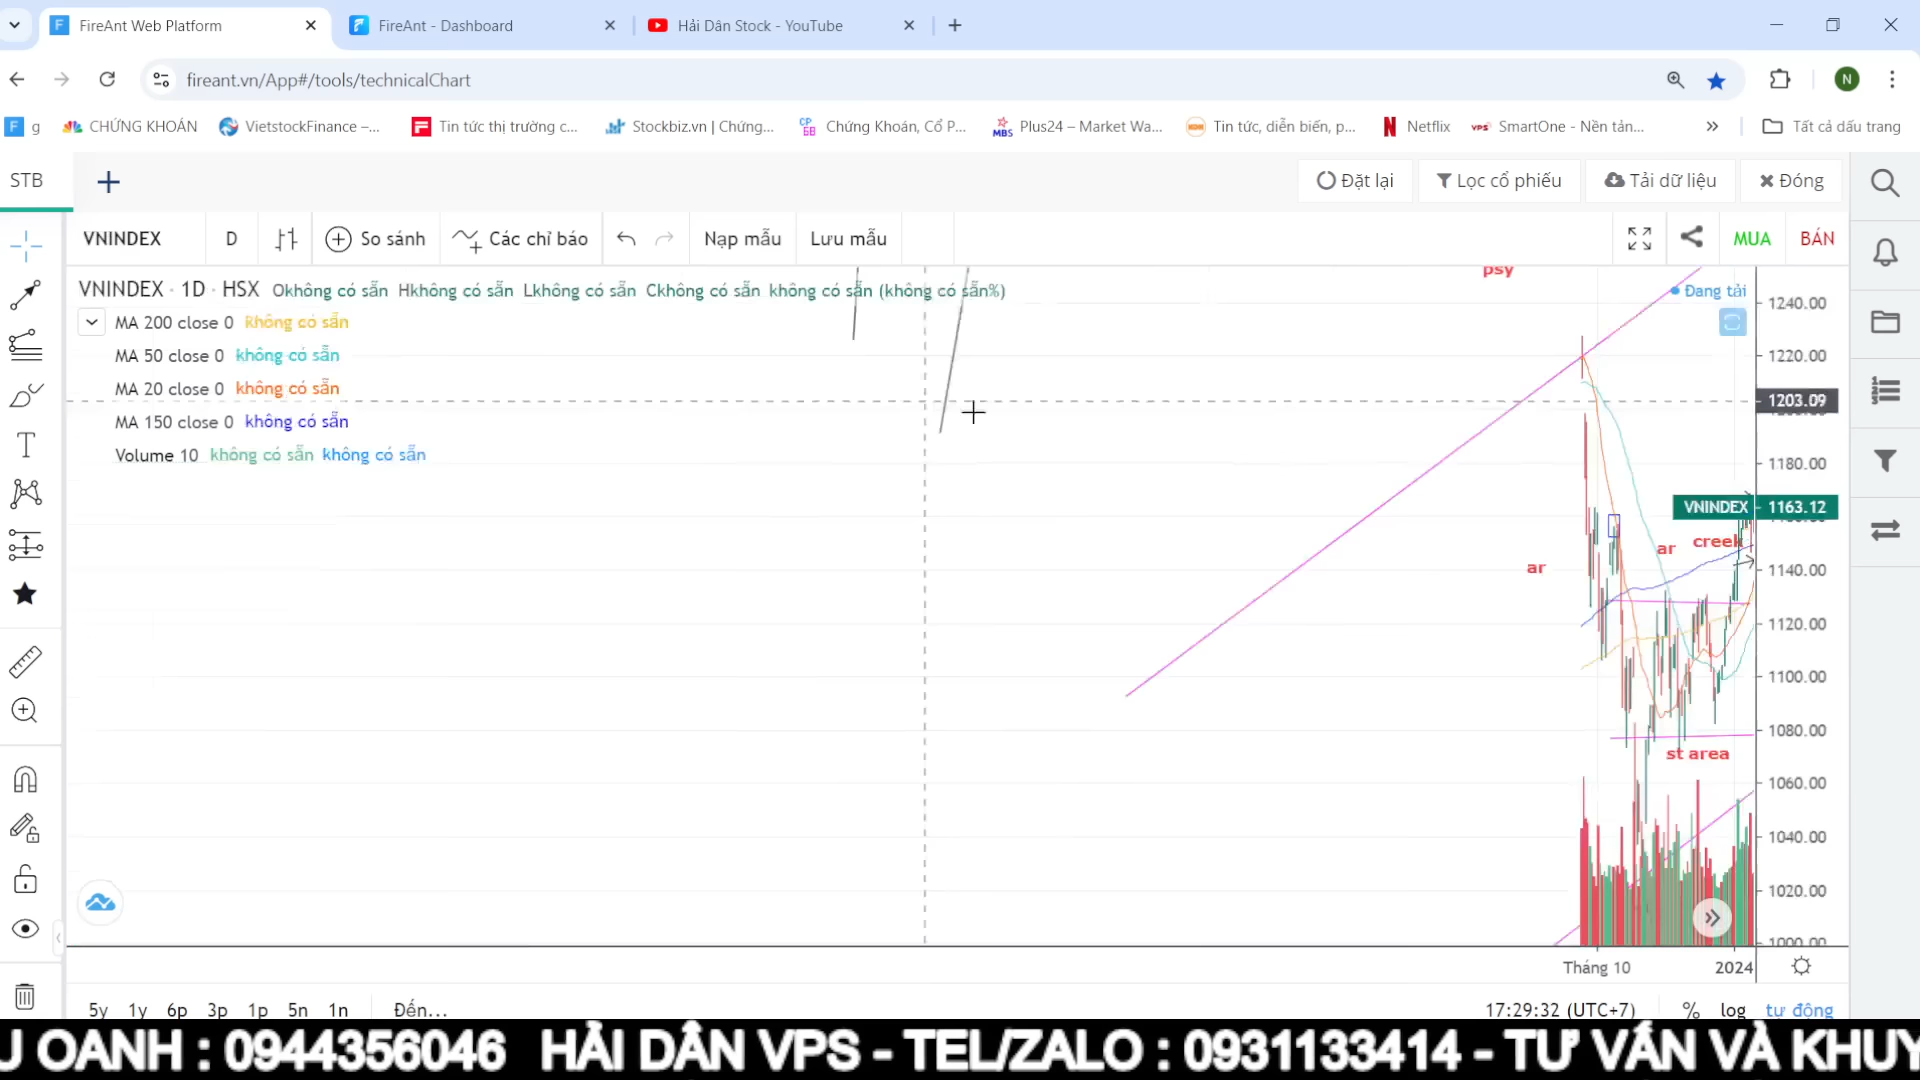 FireAnt Web Platform
FireAnt - Dashboard
Hải Dân Stock - YouTube
fireant.vn/App#/tools/technicalChart
N
g
CHỨNG KHOÁN
VietstockFinance –...
Tin tức thị trường c...
Stockbiz.vn | Chứng...
Chứng Khoán, Cổ P...
MBS Plus24 – Market Wa...
Tin tức, diễn biến, p...
Netflix
VPS SmartOne - Nền tản...
Tất cả dấu trang
STB
Đặt lại
Lọc cổ phiếu
Tải dữ liệu
Đóng
VNINDEX
D
So sánh
Các chỉ báo
Nạp mẫu
Lưu mẫu
MUA
BÁN
VNINDEX · 1D · HSX Okhông có sẵn Hkhông có sẵn Lkhông có sẵn Ckhông có sẵn không có sẵn (không có sẵn%)
MA 200 close 0 không có sẵn
MA 50 close 0 không có sẵn
MA 20 close 0 không có sẵn
MA 150 close 0 không có sẵn
Volume 10 không có sẵn không có sẵn
psy
Đang tải
1240.00
1220.00
1203.09
1180.00
VNINDEX 1163.12
ar
creek
ar
1140.00
1120.00
1100.00
1080.00
st area
1060.00
1040.00
1020.00
1000.00
Tháng 10
2024
5y 1y 6p 3p 1p 5n 1n Đến...
17:29:32 (UTC+7) % log tự động
U OANH : 0944356046 HẢI DÂN VPS - TEL/ZALO : 0931133414 - TƯ VẤN VÀ KHUY